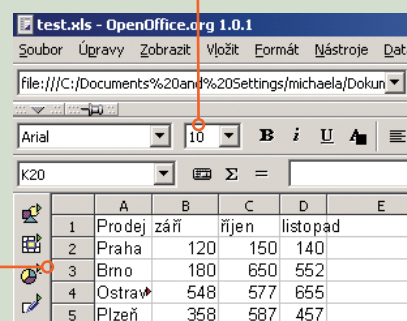 test.xls - OpenOffice.org 1.0.1
Soubor Úpravy Zobrazit Vložit Formát Nástroje Dat
file:///C:/Documents%20and%20Settings/michaela/Dokun
Arial 10 B i U A
K20 Σ =
A B C D E
1 Prodej září říjen listopad
2 Praha 120 150 140
3 Brno 180 650 552
4 Ostrav 548 577 655
5 Plzeň 358 587 457